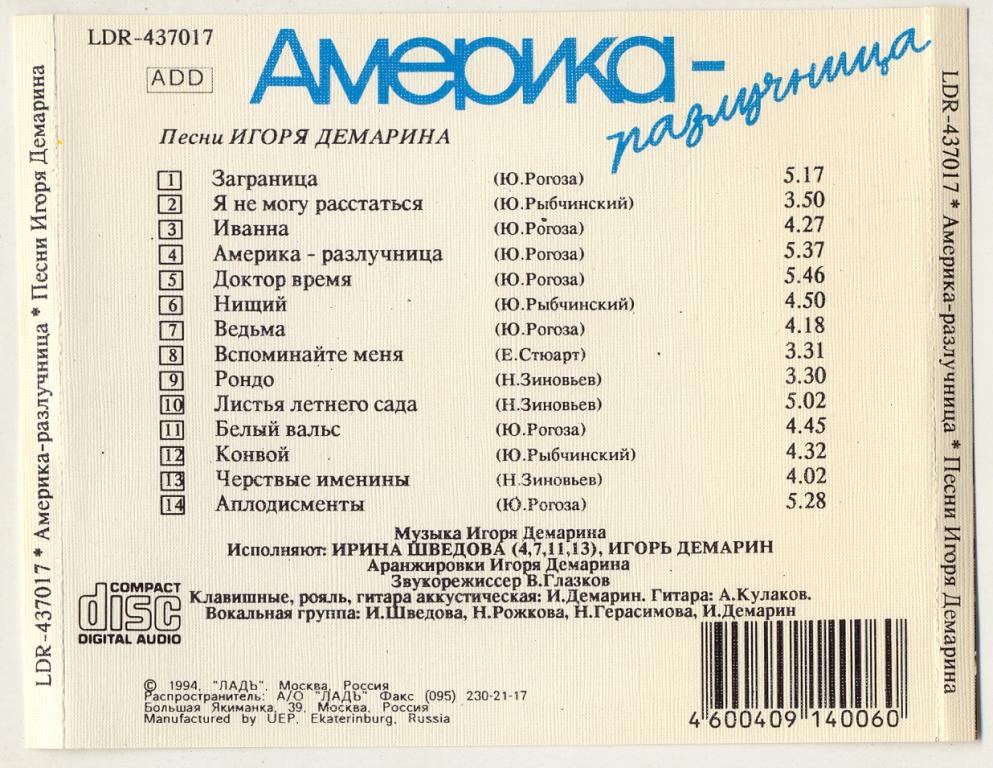 LDR-437017
ADD
Америка-
разлучница
Песни ИГОРЯ ДЕМАРИНА
1 Заграница (Ю.Рогоза) 5.17
2 Я не могу расстаться (Ю.Рыбчинский) 3.50
3 Иванна (Ю.Рогоза) 4.27
4 Америка - разлучница (Ю.Рогоза) 5.37
5 Доктор время (Ю.Рогоза) 5.46
6 Нищий (Ю.Рыбчинский) 4.50
7 Ведьма (Ю.Рогоза) 4.18
8 Вспоминайте меня (Е.Стюарт) 3.31
9 Рондо (Н.Зиновьев) 3.30
10 Листья летнего сада (Н.Зиновьев) 5.02
11 Белый вальс (Ю.Рогоза) 4.45
12 Конвой (Ю.Рыбчинский) 4.32
13 Черствые именины (Н.Зиновьев) 4.02
14 Аплодисменты (Ю.Рогоза) 5.28
Музыка Игоря Демарина
Исполняют: ИРИНА ШВЕДОВА (4,7,11,13), ИГОРЬ ДЕМАРИН
Аранжировки Игоря Демарина
Звукорежиссер В.Глазков
Клавишные, рояль, гитара аккустическая: И.Демарин. Гитара: А.Кулаков.
Вокальная группа: И.Шведова, Н.Рожкова, Н.Герасимова, И.Демарин
COMPACT
disc
DIGITAL AUDIO
© 1994, "ЛАДЪ", Москва, Россия
Распространитель: А/О "ЛАДЪ" Факс (095) 230-21-17
Большая Якиманка, 39, Москва, Россия
Manufactured by UEP, Ekaterinburg, Russia
4 600409 140060
LDR-437017 * Америка-разлучница * Песни Игоря Демарина
LDR-437017 * Америка-разлучница * Песни Игоря Демарина